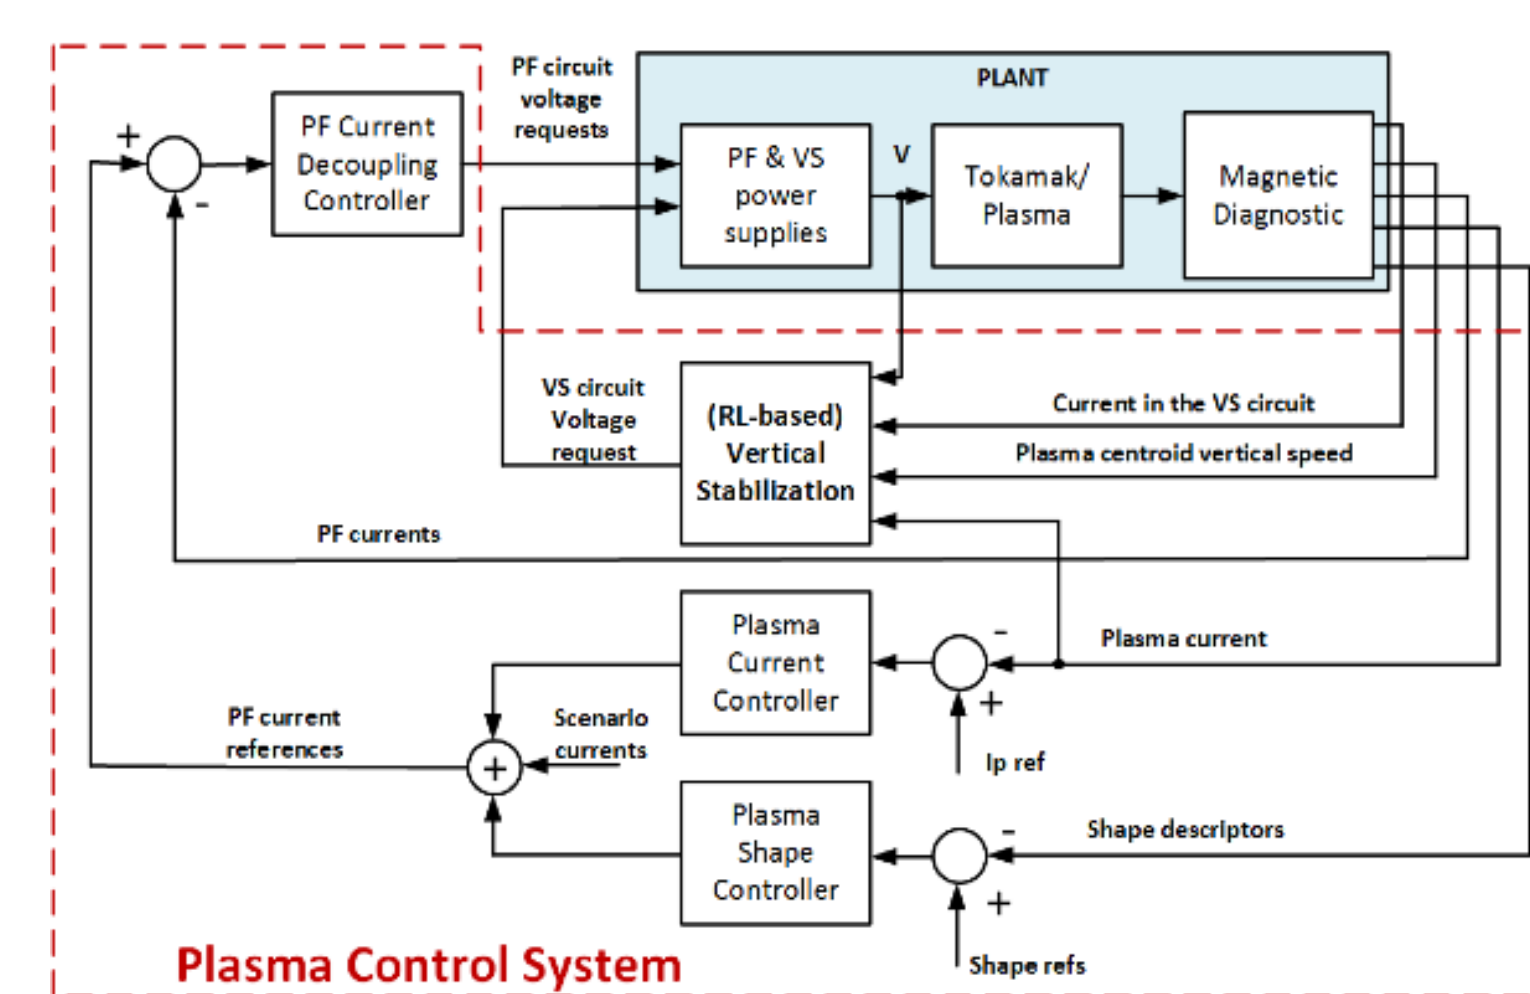 PF circuit
voltage
requests
PLANT
+
PF Current
Decoupling
Controller
-
PF & VS
power
supplies
V
Tokamak/
Plasma
Magnetic
Diagnostic
VS circuit
Voltage
request
(RL-based)
Vertical
Stabilization
Current in the VS circuit
Plasma centroid vertical speed
PF currents
Plasma
Current
Controller
-
Plasma current
+
Ip ref
PF current
references
Scenario
currents
+
Plasma
Shape
Controller
-
Shape descriptors
+
Shape refs
Plasma Control System